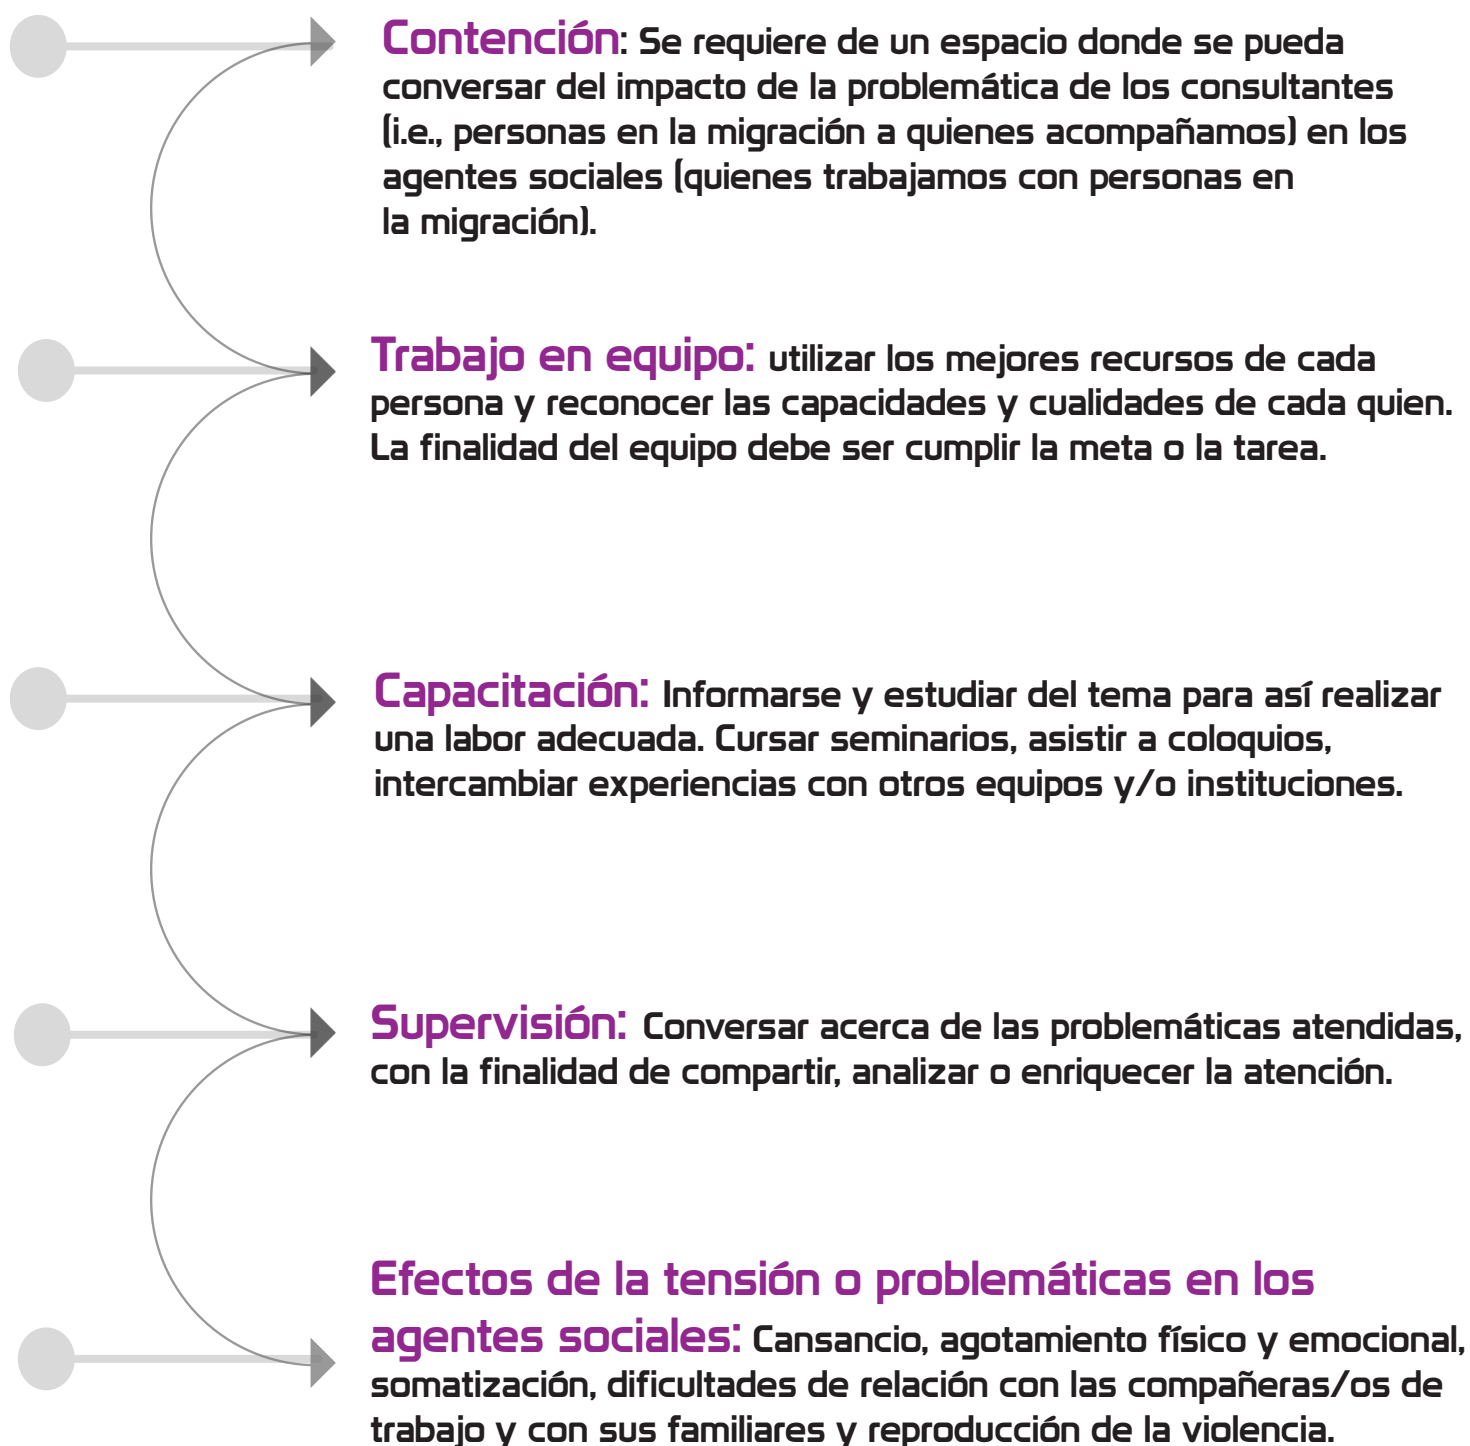 Contención: Se requiere de un espacio donde se pueda
conversar del impacto de la problemática de los consultantes
(i.e., personas en la migración a quienes acompañamos) en los
agentes sociales (quienes trabajamos con personas en
la migración).
Trabajo en equipo: utilizar los mejores recursos de cada
persona y reconocer las capacidades y cualidades de cada quien.
La finalidad del equipo debe ser cumplir la meta o la tarea.
Capacitación: Informarse y estudiar del tema para así realizar
una labor adecuada. Cursar seminarios, asistir a coloquios,
intercambiar experiencias con otros equipos y/o instituciones.
Supervisión: Conversar acerca de las problemáticas atendidas,
con la finalidad de compartir, analizar o enriquecer la atención.
Efectos de la tensión o problemáticas en los
agentes sociales: Cansancio, agotamiento físico y emocional,
somatización, dificultades de relación con las compañeras/os de
trabajo y con sus familiares y reproducción de la violencia.